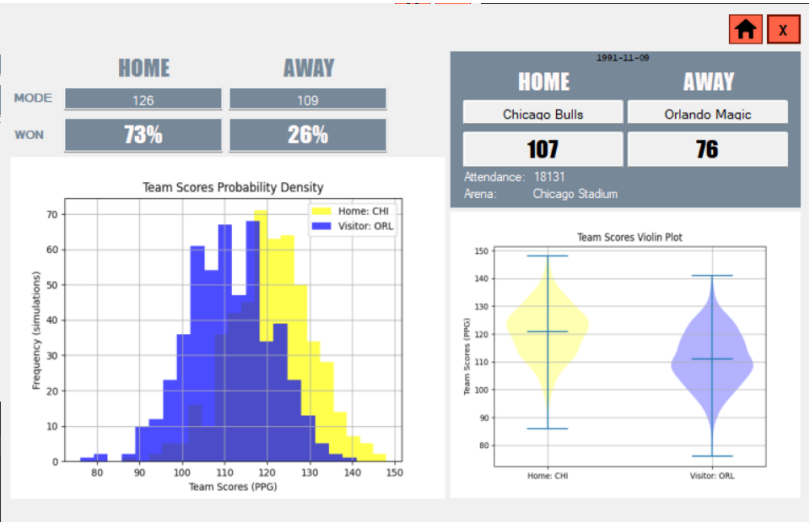 X
HOME AWAY
MODE 126 109
WON 73% 26%
1991-11-09
HOME AWAY
Chicago Bulls Orlando Magic
107 76
Attendance: 18131
Arena: Chicago Stadium
Team Scores Probability Density
Home: CHI
Visitor: ORL
70
60
50
40
30
20
10
0
Frequency (simulations)
80 90 100 110 120 130 140 150
Team Scores (PPG)
Team Scores Violin Plot
150
140
130
120
110
100
90
80
Team Scores (PPG)
Home: CHI Visitor: ORL